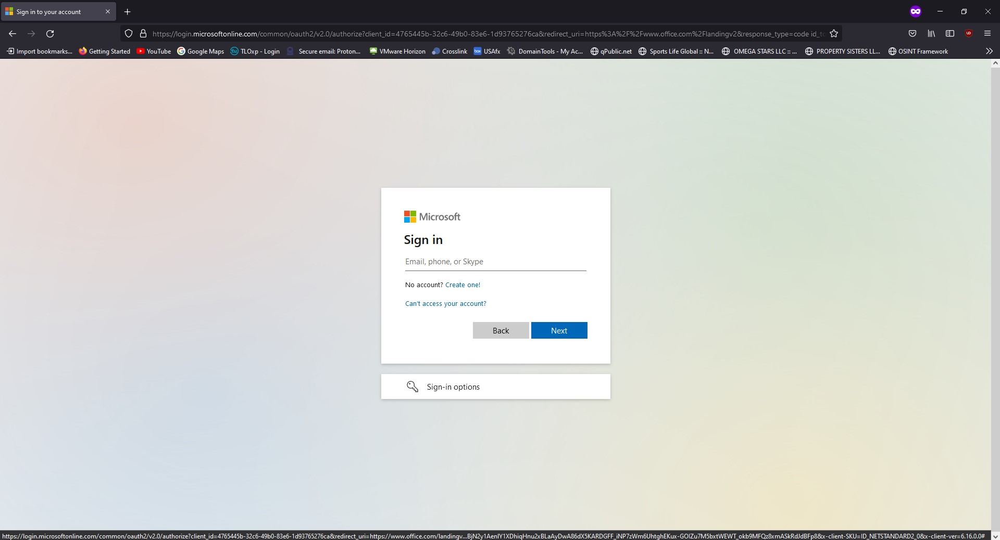 Sign in to your account
https://login.microsoftonline.com/common/oauth2/v2.0/authorize?client_id=4765445b-32c6-49b0-83e6-1d93765276ca&redirect_uri=https%3A%2F%2Fwww.office.com%2Flandingv2&response_type=code id_to
Import bookmarks... Getting Started YouTube Google Maps TLOxp - Login Secure email: Proton... VMware Horizon Crosslink box USAfx DomainTools - My Ac... qPublic.net Sports Life Global :: N... OMEGA STARS LLC :: ... PROPERTY SISTERS LL... OSINT Framework
Microsoft
Sign in
Email, phone, or Skype
No account? Create one!
Can't access your account?
Back Next
Sign-in options
https://login.microsoftonline.com/common/oauth2/v2.0/authorize?client_id=4765445b-32c6-49b0-83e6-1d93765276ca&redirect_uri=https://www.office.com/landingv...BjN2y1AenlY1XDhiqHnu2xBLaAyDwA86dX5KARDGFF_iNP7zWm6UhtghEKux-GOlZu7M5bxtWEWT_okb9MFQz8xmASkRdJdBFp8&x-client-SKU=ID_NETSTANDARD2_0&x-client-ver=6.16.0.0#